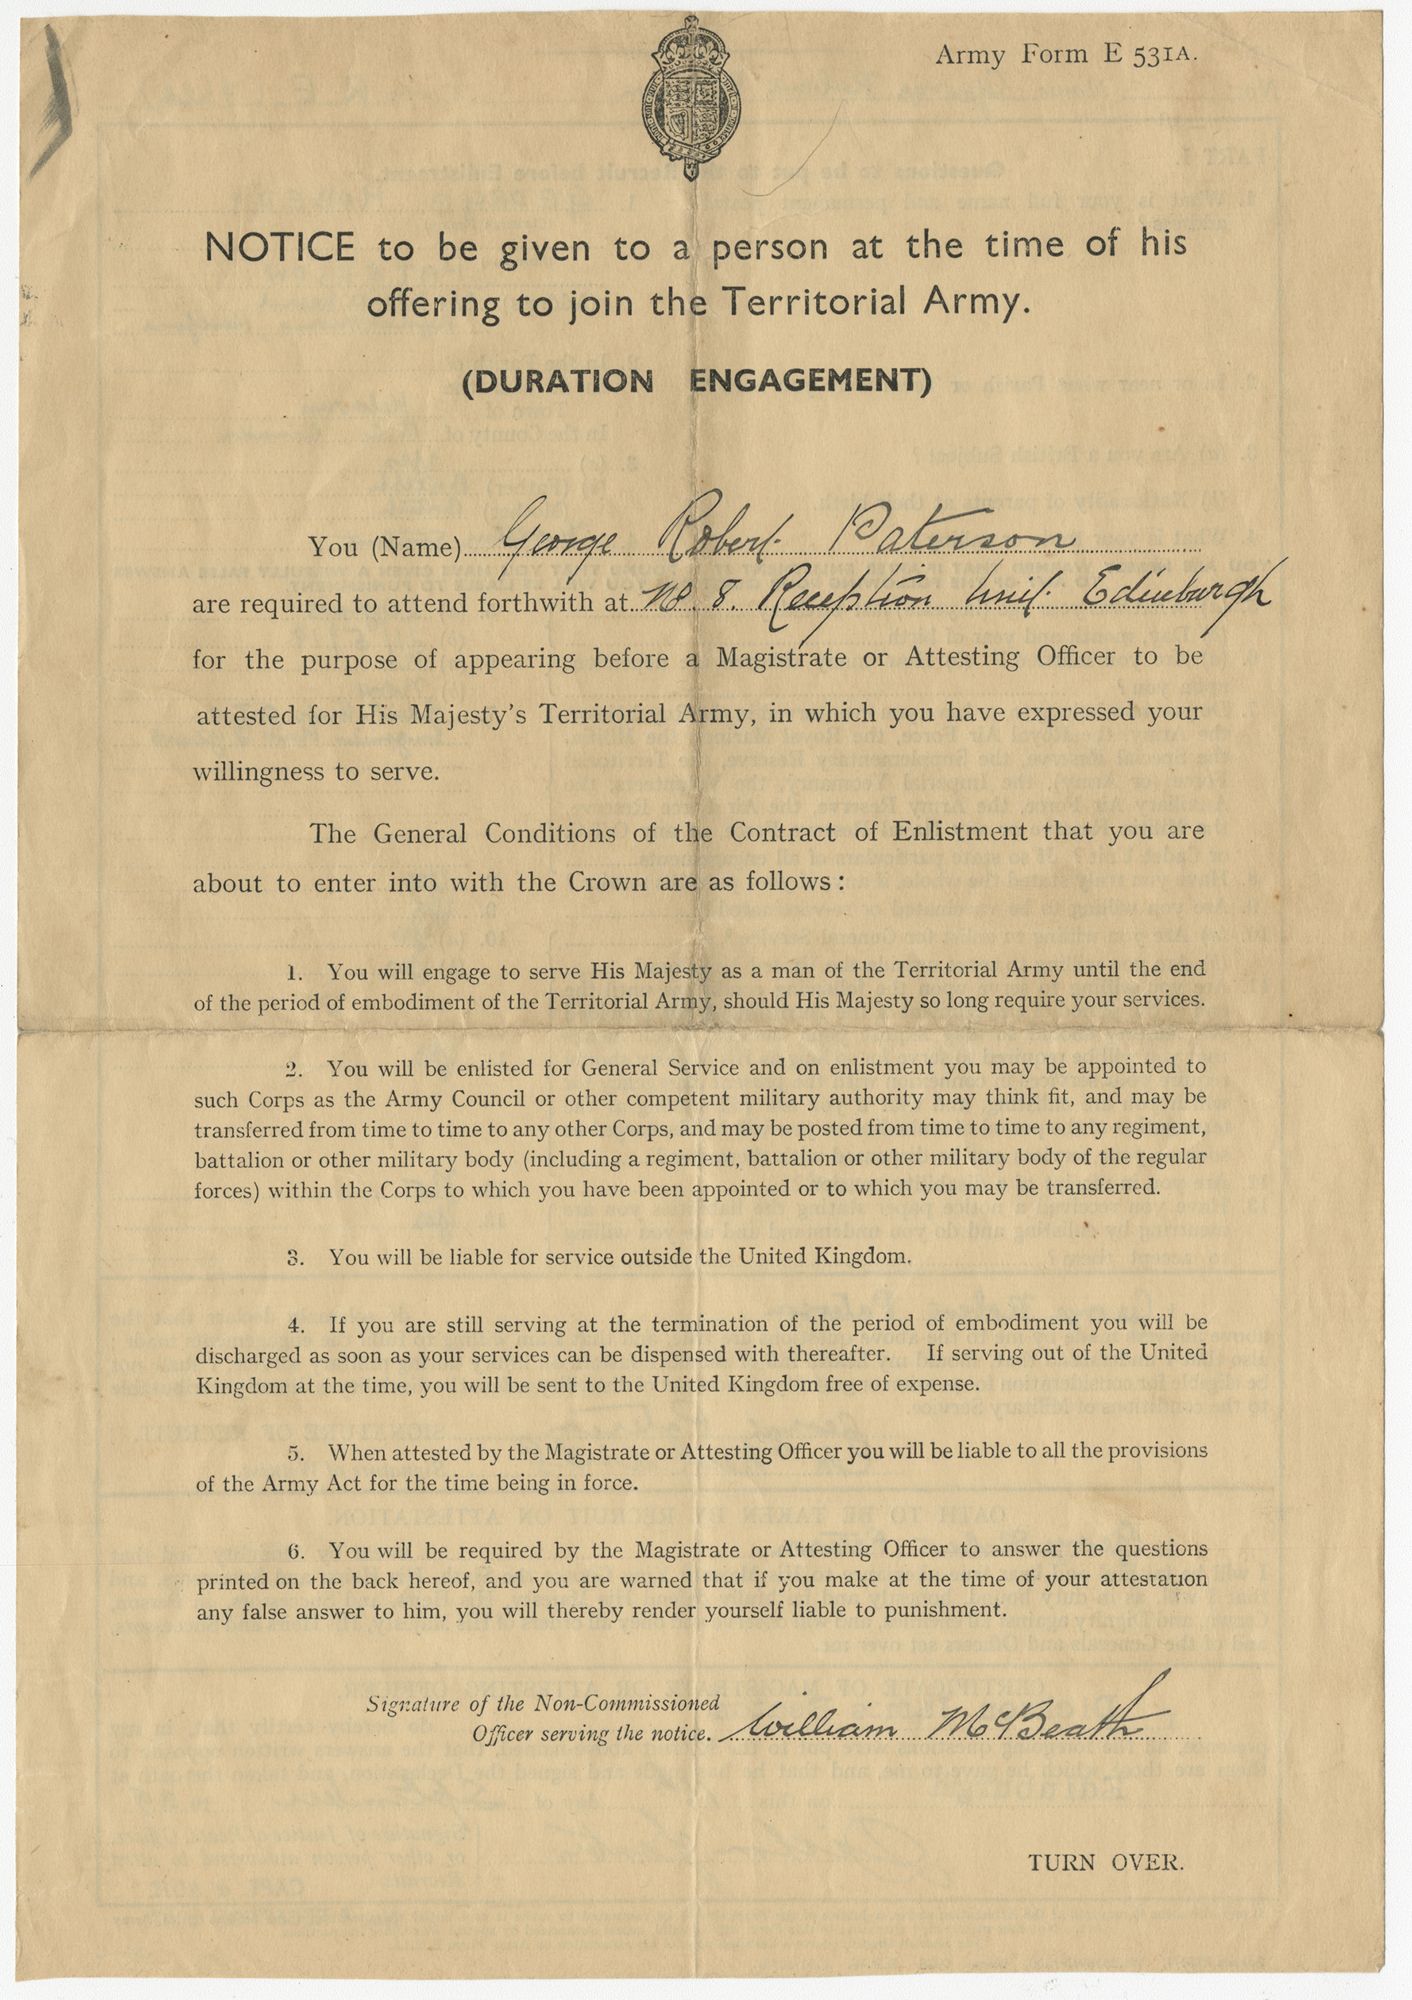 Army Form E 531A.
NOTICE to be given to a person at the time of his
offering to join the Territorial Army.
(DURATION ENGAGEMENT)
You (Name) George Robert Paterson
are required to attend forthwith at No. 8. Reception Unit. Edinburgh
for the purpose of appearing before a Magistrate or Attesting Officer to be
attested for His Majesty's Territorial Army, in which you have expressed your
willingness to serve.
The General Conditions of the Contract of Enlistment that you are
about to enter into with the Crown are as follows:
1. You will engage to serve His Majesty as a man of the Territorial Army until the end
of the period of embodiment of the Territorial Army, should His Majesty so long require your services.
2. You will be enlisted for General Service and on enlistment you may be appointed to
such Corps as the Army Council or other competent military authority may think fit, and may be
transferred from time to time to any other Corps, and may be posted from time to time to any regiment,
battalion or other military body (including a regiment, battalion or other military body of the regular
forces) within the Corps to which you have been appointed or to which you may be transferred.
3. You will be liable for service outside the United Kingdom.
4. If you are still serving at the termination of the period of embodiment you will be
discharged as soon as your services can be dispensed with thereafter. If serving out of the United
Kingdom at the time, you will be sent to the United Kingdom free of expense.
5. When attested by the Magistrate or Attesting Officer you will be liable to all the provisions
of the Army Act for the time being in force.
6. You will be required by the Magistrate or Attesting Officer to answer the questions
printed on the back hereof, and you are warned that if you make at the time of your attestation
any false answer to him, you will thereby render yourself liable to punishment.
Signature of the Non-Commissioned
Officer serving the notice. William McBeath
TURN OVER.